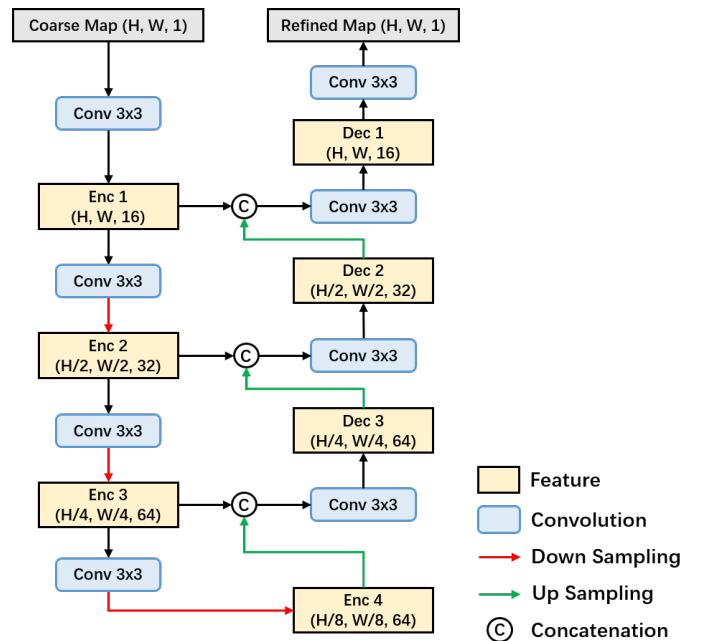 Coarse Map (H, W, 1)
Refined Map (H, W, 1)
Conv 3x3
Conv 3x3
Dec 1
(H, W, 16)
Enc 1
(H, W, 16)
C
Conv 3x3
Conv 3x3
Dec 2
(H/2, W/2, 32)
Enc 2
(H/2, W/2, 32)
C
Conv 3x3
Conv 3x3
Dec 3
(H/4, W/4, 64)
Enc 3
(H/4, W/4, 64)
C
Conv 3x3
Conv 3x3
Enc 4
(H/8, W/8, 64)
Feature
Convolution
Down Sampling
Up Sampling
C Concatenation